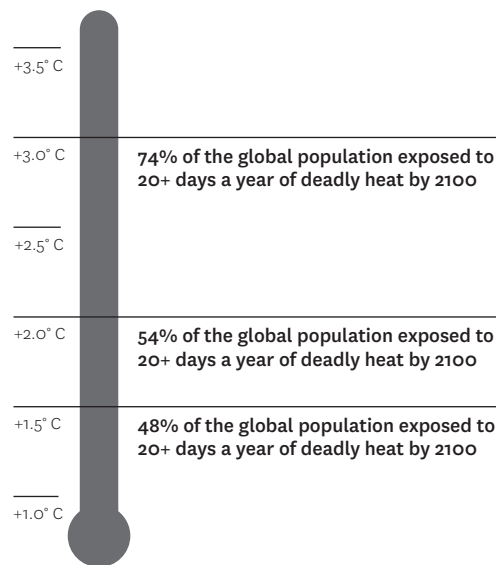 +3.5° C
+3.0° C
74% of the global population exposed to
20+ days a year of deadly heat by 2100
+2.5° C
+2.0° C
54% of the global population exposed to
20+ days a year of deadly heat by 2100
+1.5° C
48% of the global population exposed to
20+ days a year of deadly heat by 2100
+1.0° C